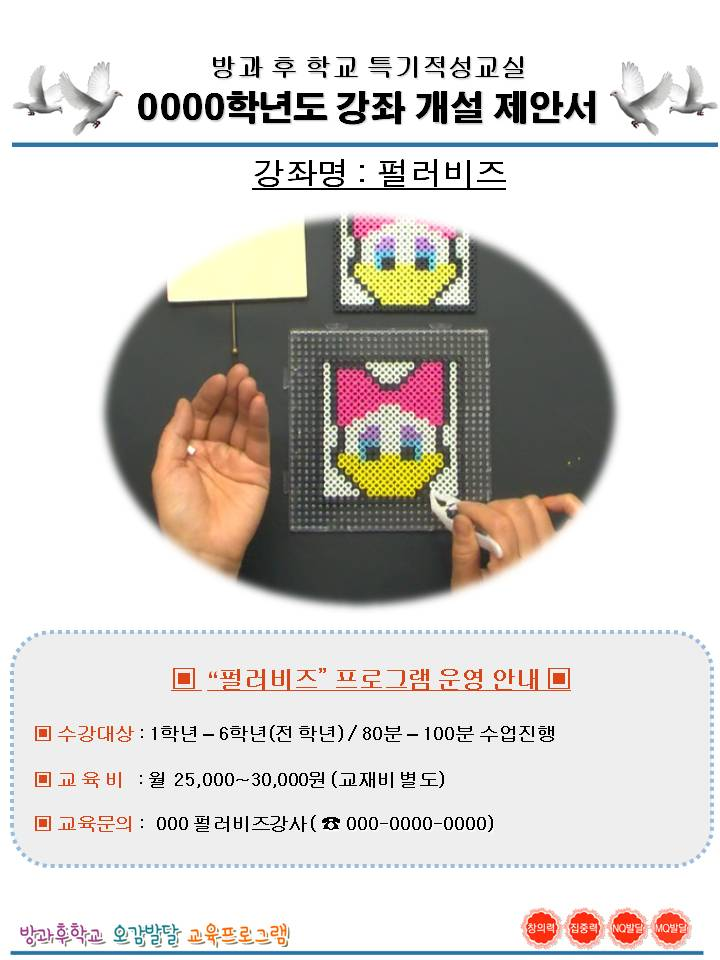 방과 후 학교 특기적성교실
0000학년도 강좌 개설 제안서
강좌명 : 펄러비즈
▣ “펄러비즈” 프로그램 운영 안내 ▣
▣ 수강대상 : 1학년 – 6학년(전 학년) / 80분 – 100분 수업진행
▣ 교 육 비 : 월 25,000~30,000원 (교재비 별도)
▣ 교육문의 : 000 펄러비즈강사 ( ☎ 000-0000-0000)
방과후학교 오감발달 교육프로그램
창의력 집중력 NQ발달 MQ발달